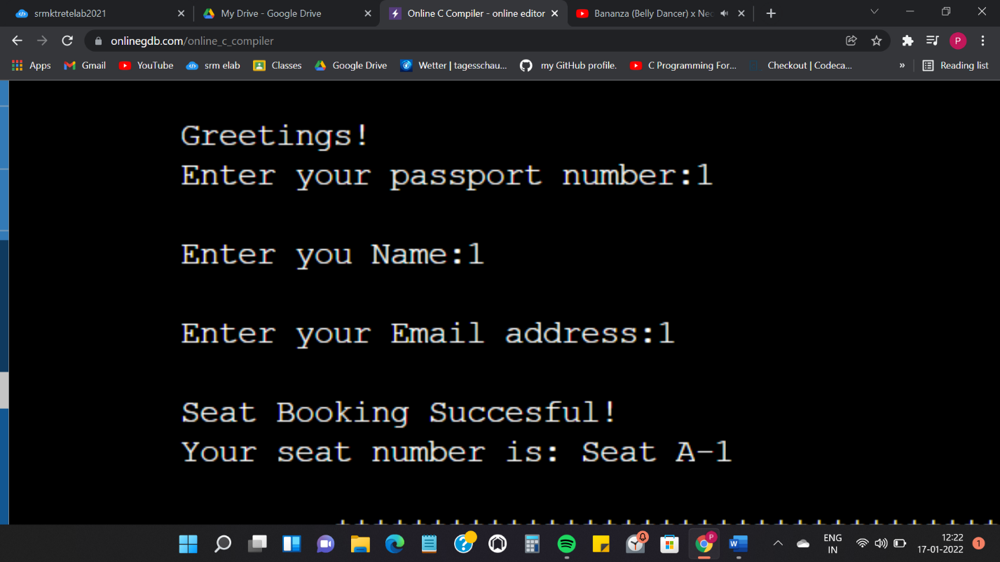 srmktretelab2021
My Drive - Google Drive
Online C Compiler - online editor
Bananza (Belly Dancer) x Nec
onlinegdb.com/online_c_compiler
P
Apps
Gmail
YouTube
srm elab
Classes
Google Drive
Wetter | tagesschau...
my GitHub profile.
C Programming For...
Checkout | Codeca...
»
Reading list
Greetings!
Enter your passport number:1
Enter you Name:1
Enter your Email address:1
Seat Booking Succesful!
Your seat number is: Seat A-1
P
W
ENG
IN
12:22
17-01-2022
1